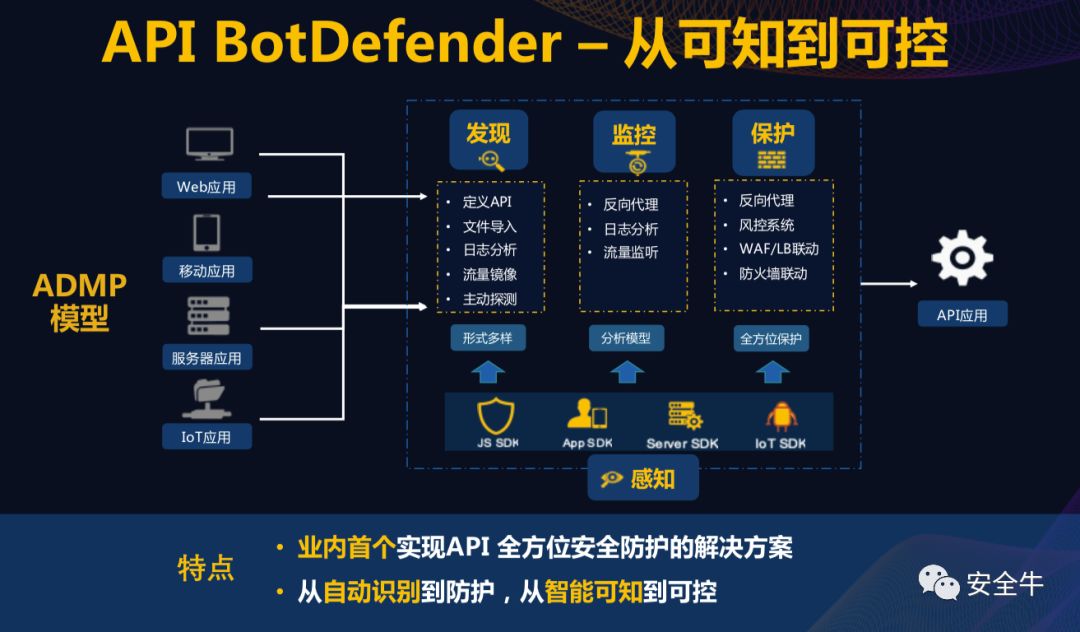 API BotDefender – 从可知到可控
ADMP
模型
Web应用
移动应用
服务器应用
IoT应用
发现
• 定义API
• 文件导入
• 日志分析
• 流量镜像
• 主动探测
形式多样
监控
• 反向代理
• 日志分析
• 流量监听
分析模型
保护
• 反向代理
• 风控系统
• WAF/LB联动
• 防火墙联动
全方位保护
JS SDK
App SDK
Server SDK
IoT SDK
感知
API应用
特点
• 业内首个实现API 全方位安全防护的解决方案
• 从自动识别到防护，从智能可知到可控
安全牛